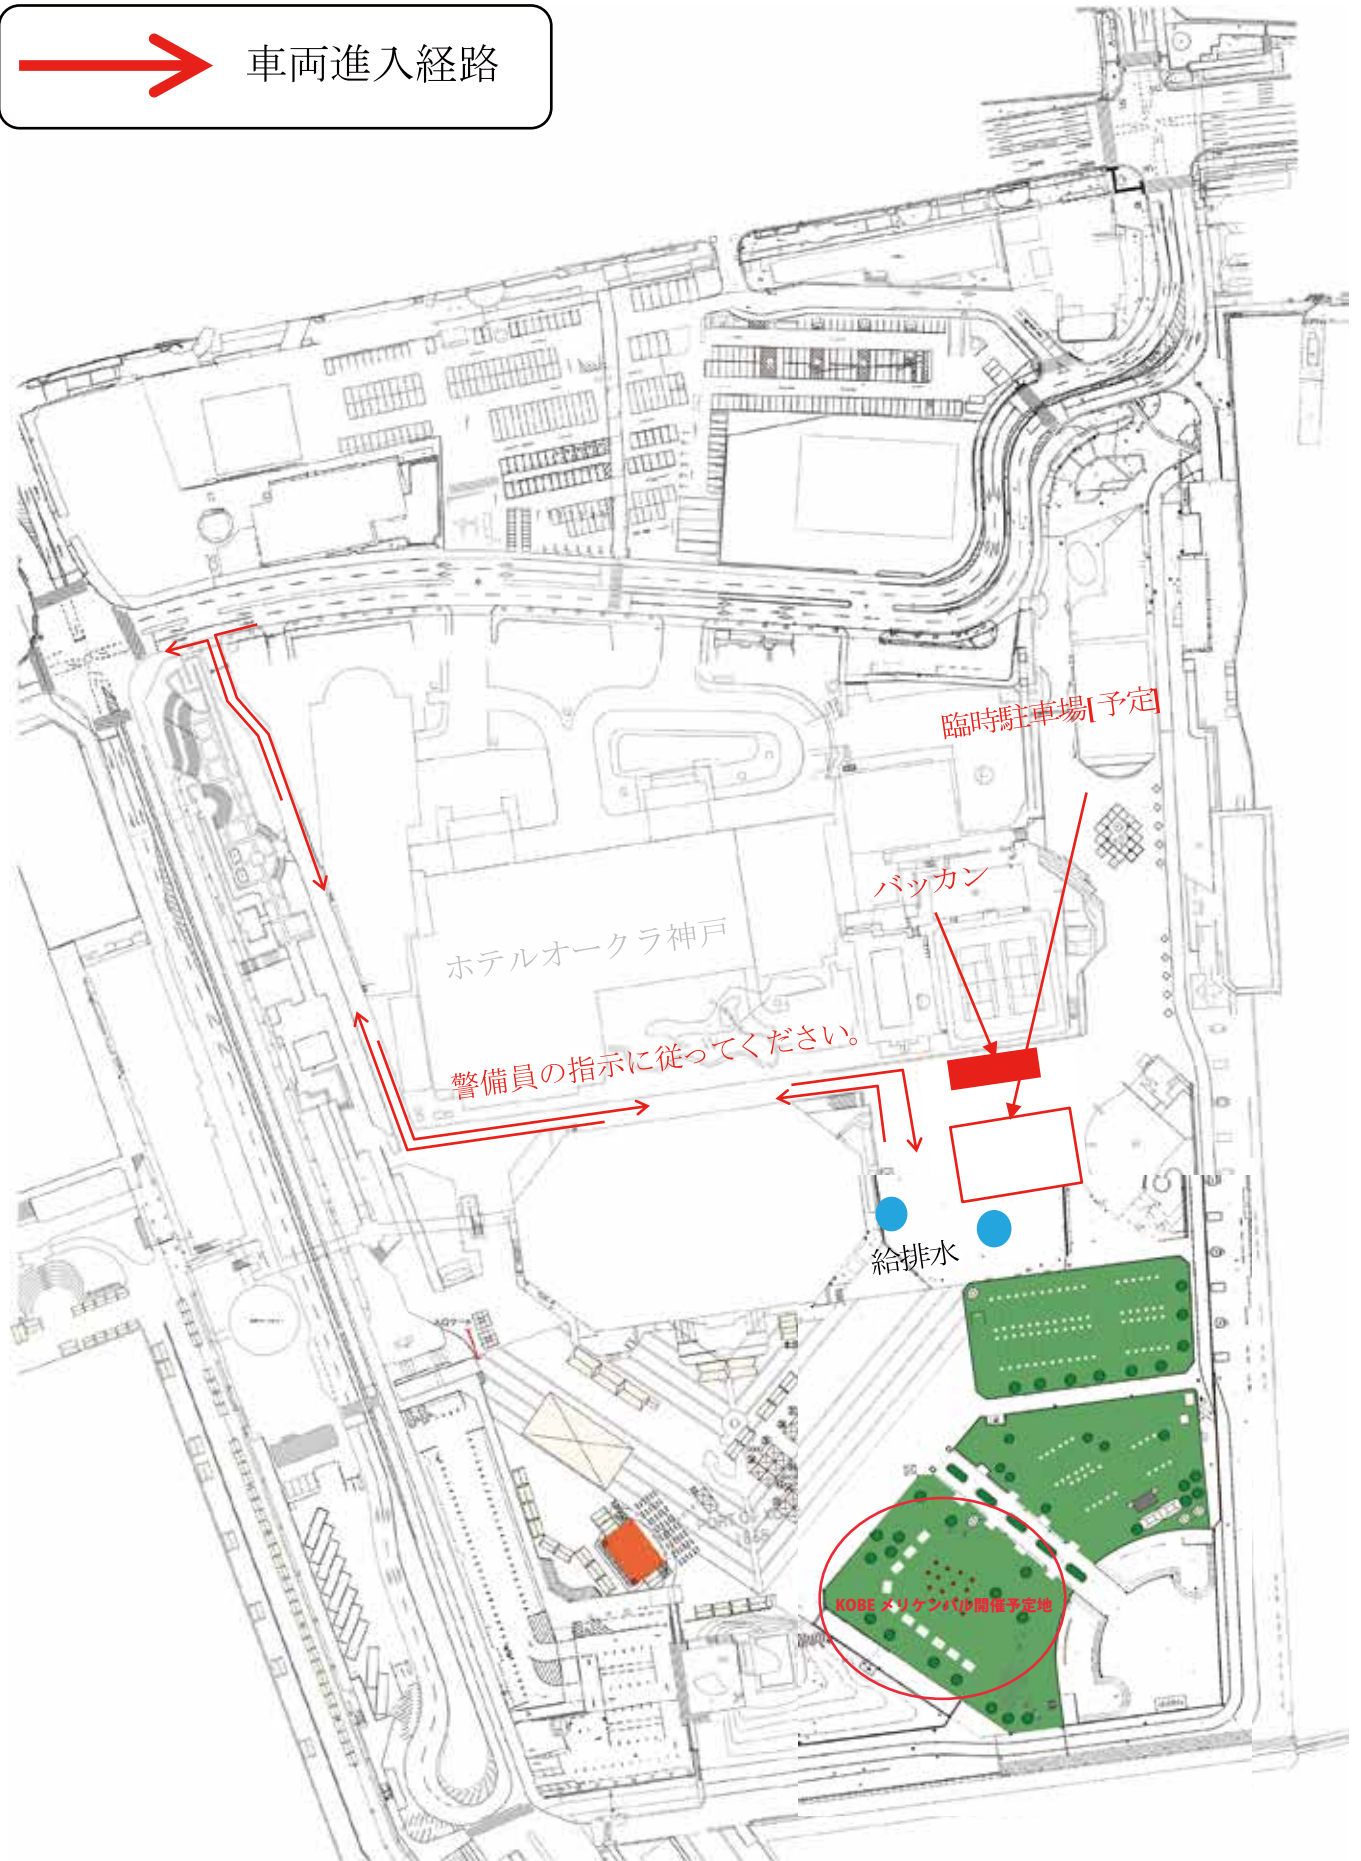 車両進入経路
臨時駐車場[予定]
バッカン
ホテルオークラ神戸
警備員の指示に従ってください。
給排水
KOBE メリケンバル開催予定地